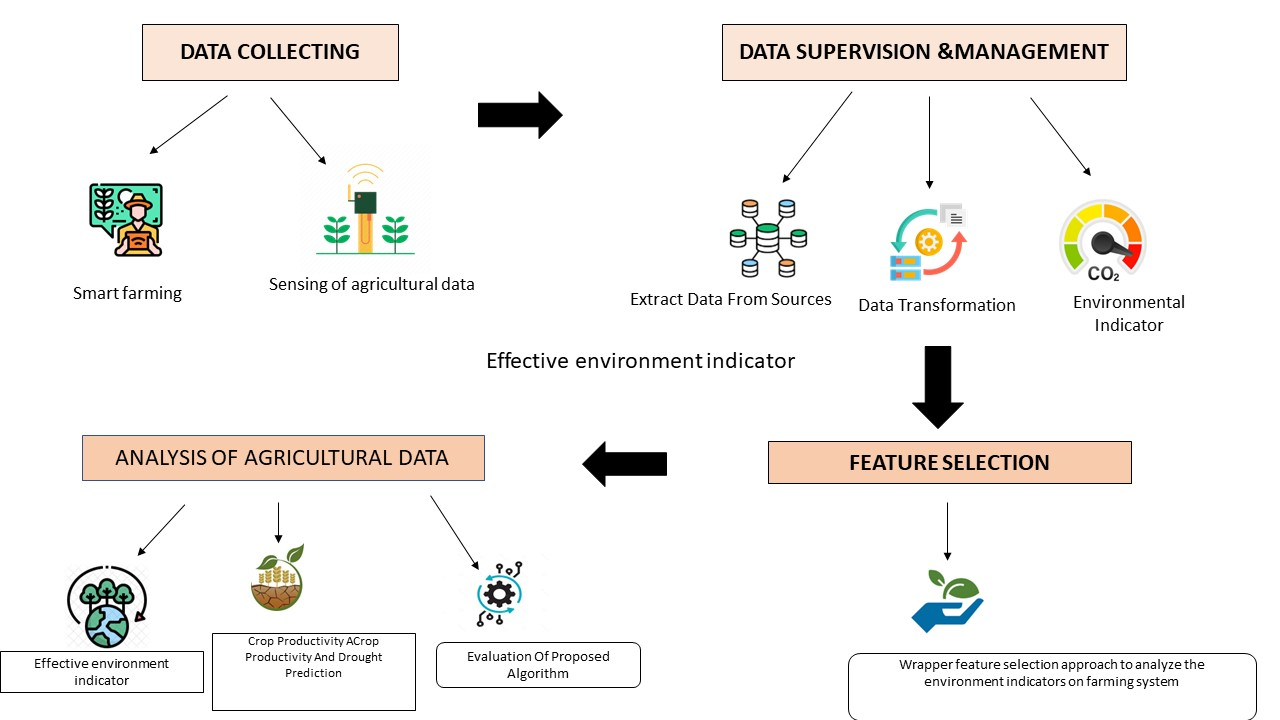 DATA COLLECTING
DATA SUPERVISION &MANAGEMENT
Smart farming
Sensing of agricultural data
Extract Data From Sources
Data Transformation
CO₂
Environmental
Indicator
Effective environment indicator
ANALYSIS OF AGRICULTURAL DATA
FEATURE SELECTION
Effective environment
indicator
Crop Productivity ACrop
Productivity And Drought
Prediction
Evaluation Of Proposed
Algorithm
Wrapper feature selection approach to analyze the
environment indicators on farming system